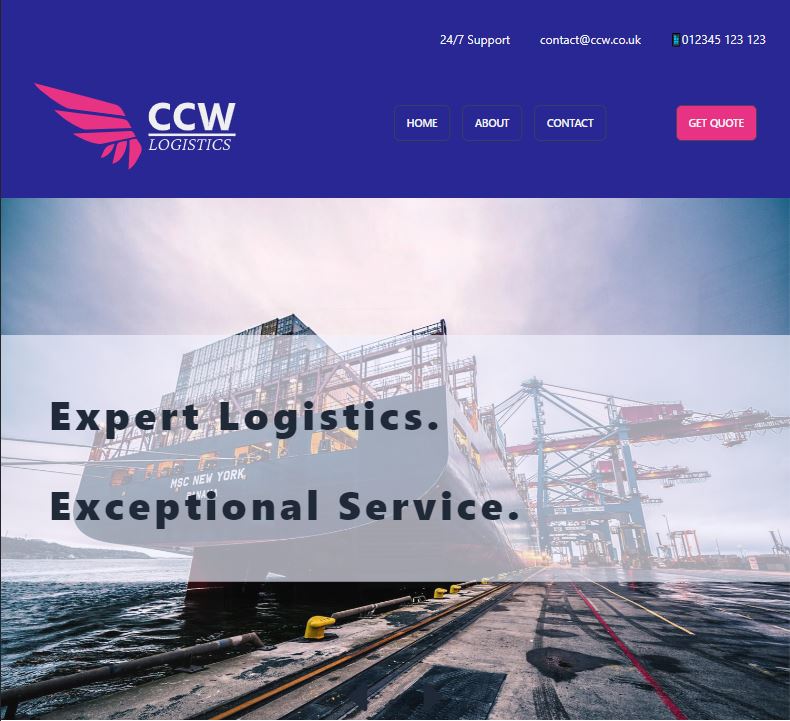 24/7 Support contact@ccw.co.uk 012345 123 123
CCW
LOGISTICS
HOME ABOUT CONTACT GET QUOTE
Expert Logistics.
MSC NEW YORK
PANAMA
Exceptional Service.